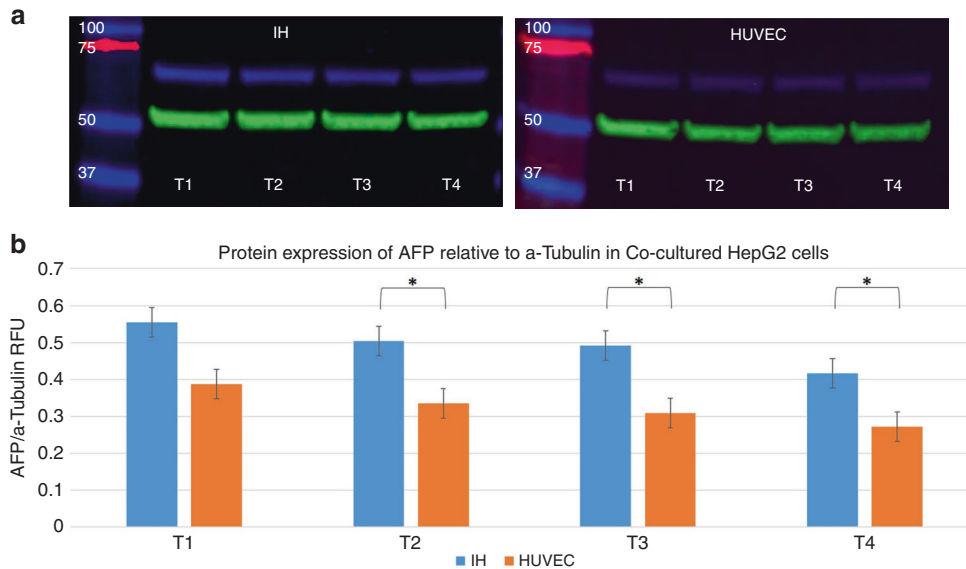 a
100
75
50
37
IH
T1 T2 T3 T4
100
75
50
37
HUVEC
T1 T2 T3 T4
b
Protein expression of AFP relative to a-Tubulin in Co-cultured HepG2 cells
AFP/a-Tubulin RFU
0.7
0.6
0.5
0.4
0.3
0.2
0.1
0
* * *
T1 T2 T3 T4
IH HUVEC